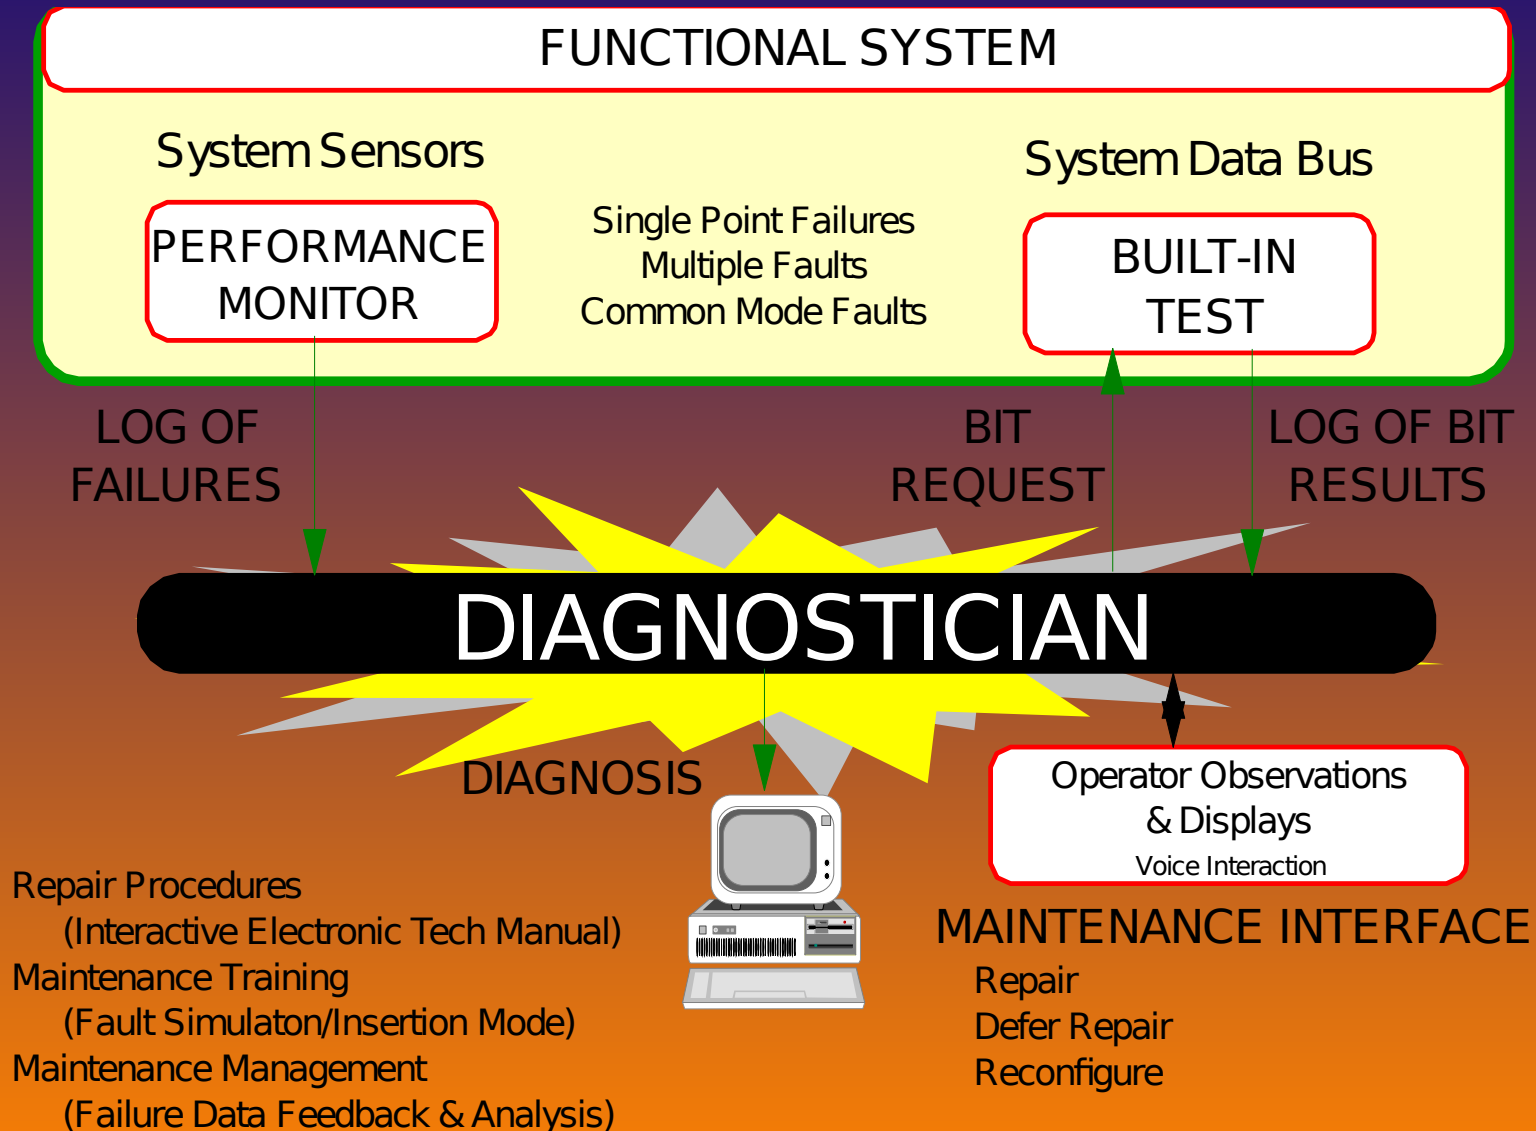 FUNCTIONAL SYSTEM
System Sensors
System Data Bus
PERFORMANCE
MONITOR
Single Point Failures
Multiple Faults
Common Mode Faults
BUILT-IN
TEST
LOG OF
FAILURES
BIT
REQUEST
LOG OF BIT
RESULTS
DIAGNOSTICIAN
DIAGNOSIS
Operator Observations
& Displays
Voice Interaction
Repair Procedures
(Interactive Electronic Tech Manual)
Maintenance Training
(Fault Simulaton/Insertion Mode)
Maintenance Management
(Failure Data Feedback & Analysis)
MAINTENANCE INTERFACE
Repair
Defer Repair
Reconfigure